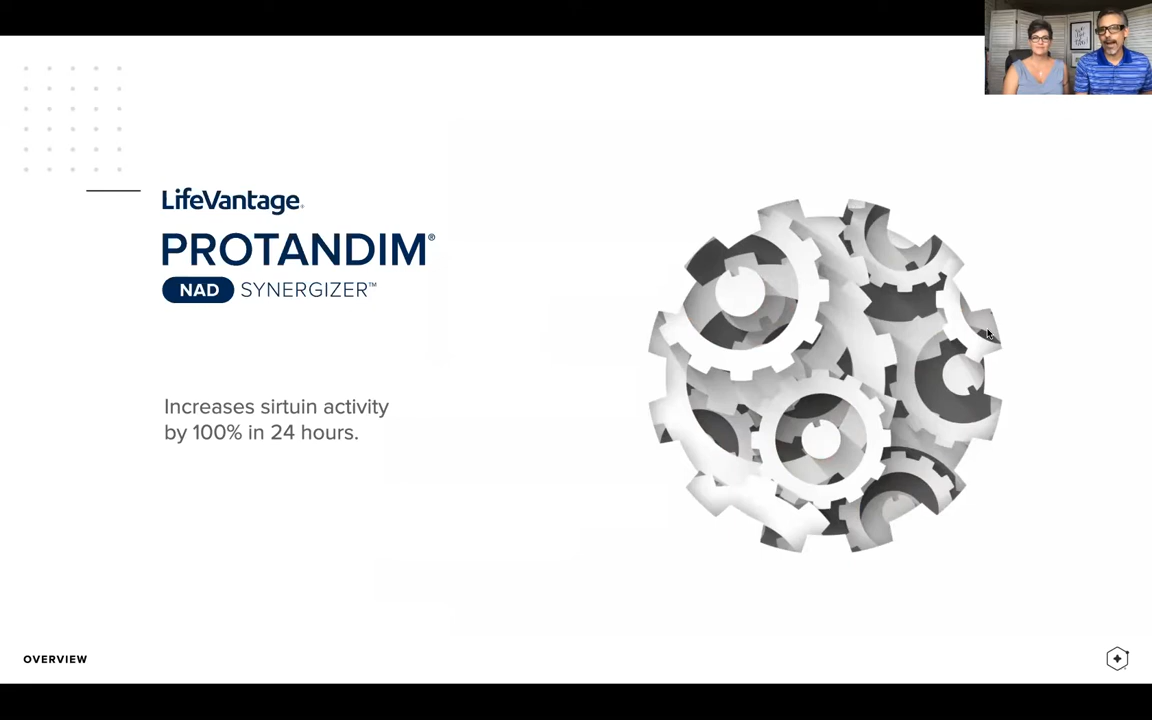 LifeVantage®
PROTANDIM®
NAD SYNERGIZER™
Increases sirtuin activity
by 100% in 24 hours.
OVERVIEW